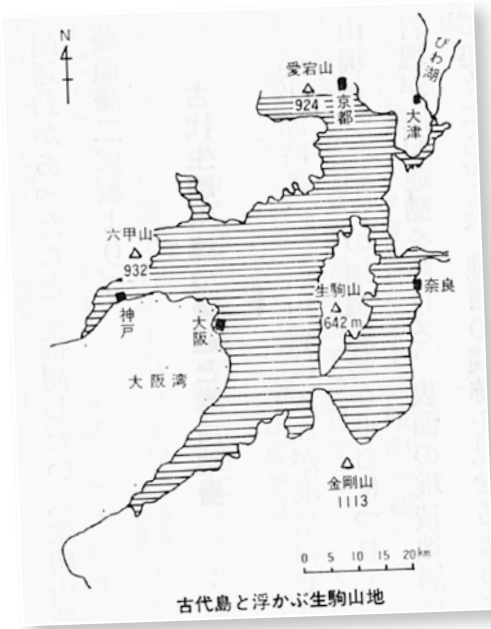 N
びわ湖
愛宕山
924
京都
大津
六甲山
932
神戸
大阪
生駒山
642 m
奈良
大阪湾
金剛山
1113
0 5 10 15 20km
古代島と浮かぶ生駒山地